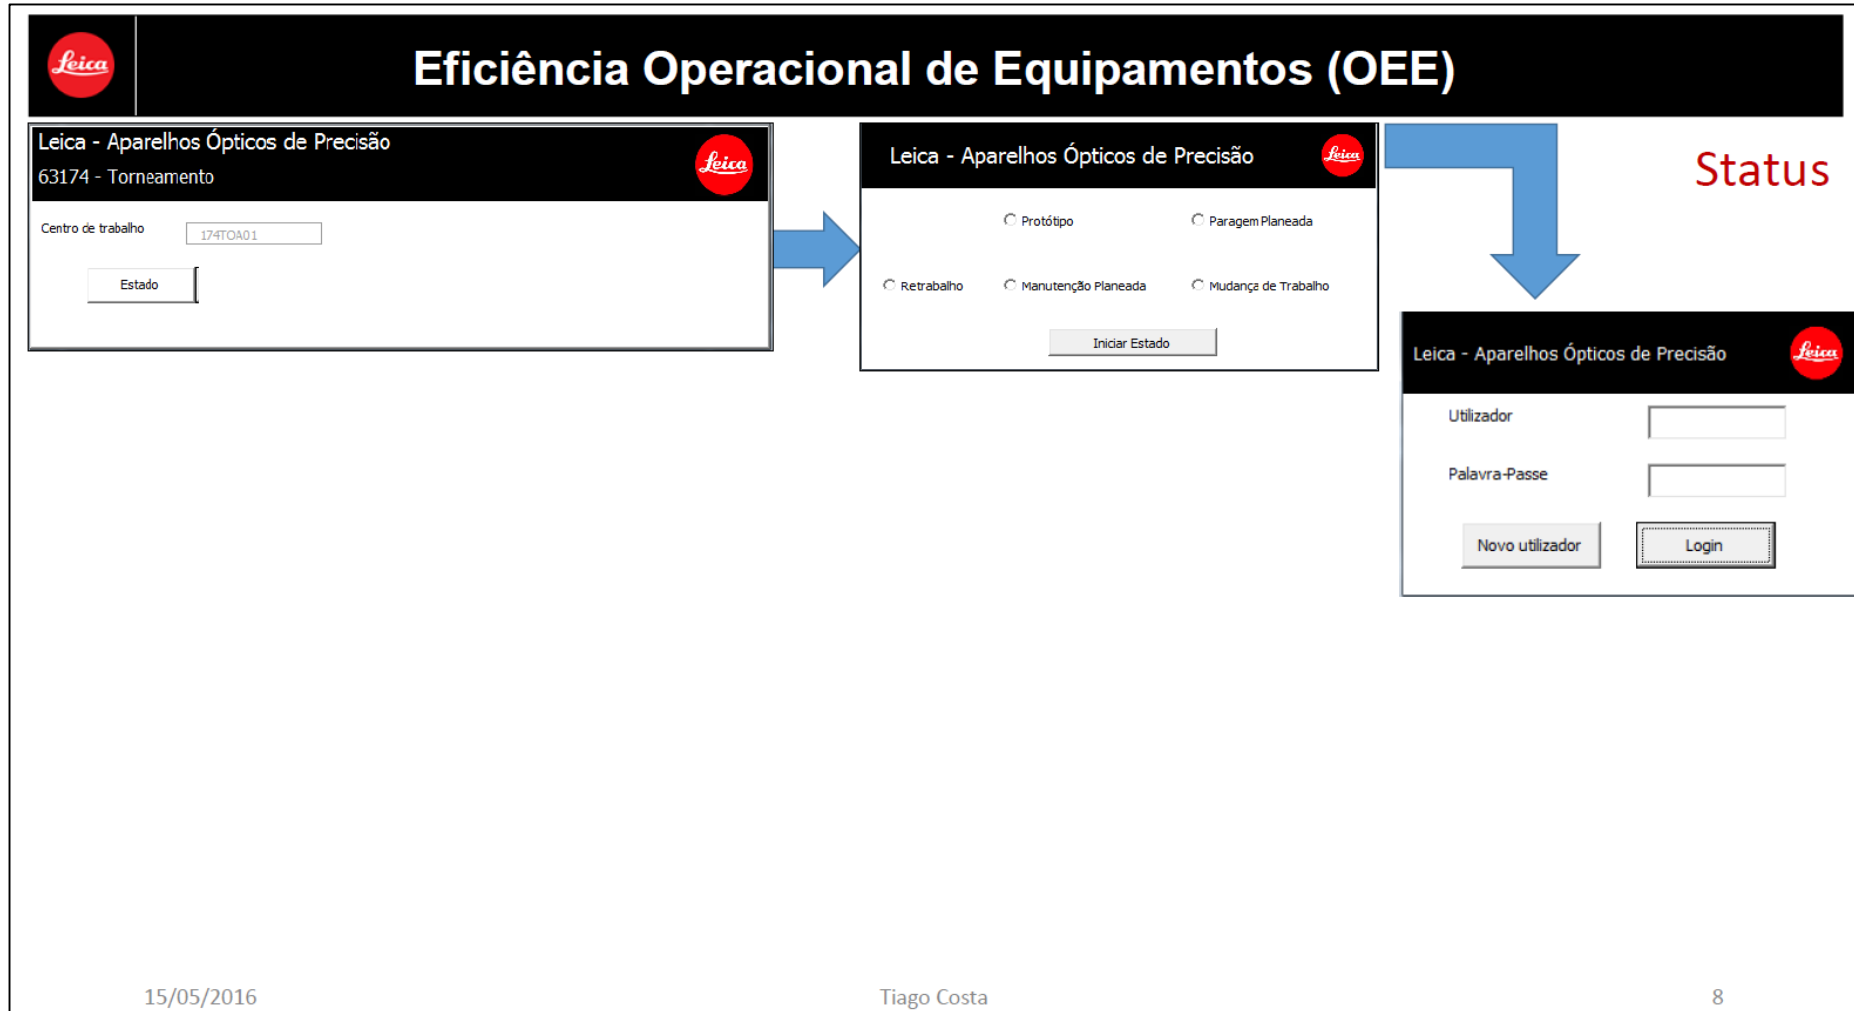 Leica
Eficiência Operacional de Equipamentos (OEE)
Leica - Aparelhos Ópticos de Precisão
63174 - Torneamento
Leica
Centro de trabalho
174TOA01
Estado
Leica - Aparelhos Ópticos de Precisão
Leica
Protótipo
Paragem Planeada
Retrabalho
Manutenção Planeada
Mudança de Trabalho
Iniciar Estado
Status
Leica - Aparelhos Ópticos de Precisão
Leica
Utilizador
Palavra-Passe
Novo utilizador
Login
15/05/2016
Tiago Costa
8